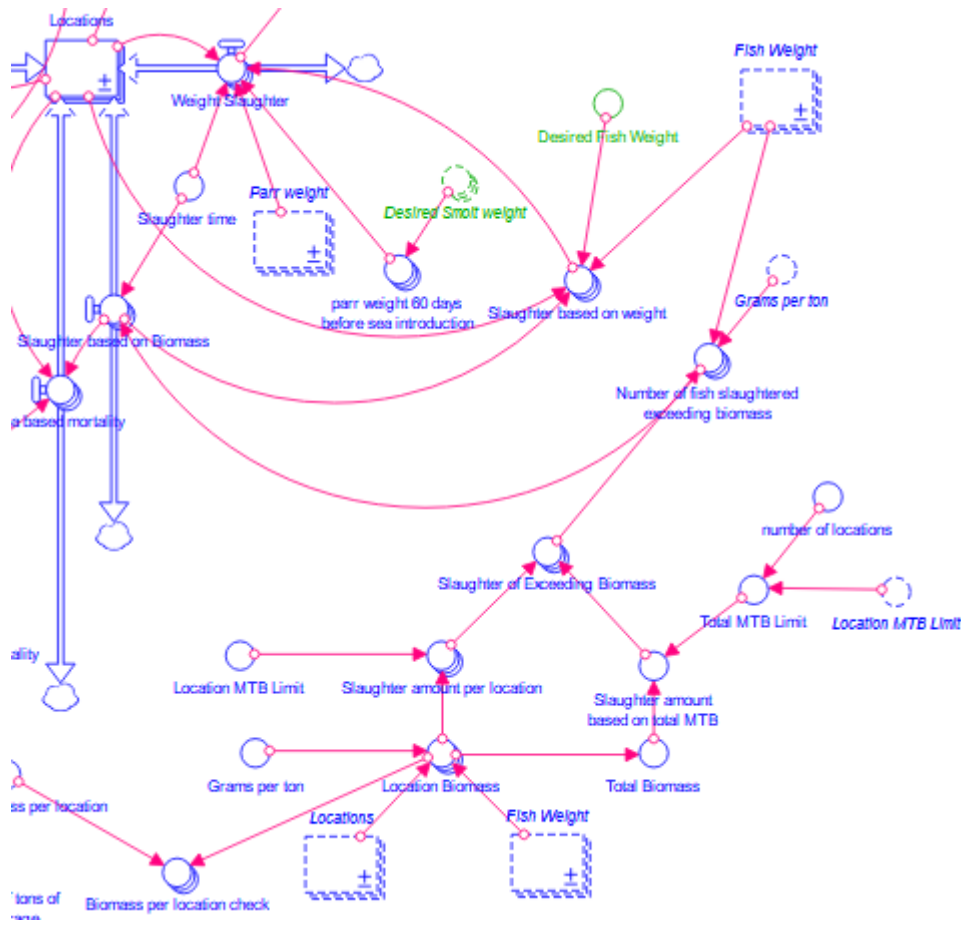 Locations
Fish Weight
Weight Slaughter
Desired Fish Weight
Parr weight
Desired Smolt weight
Slaughter time
parr weight 60 days
before sea introduction
Slaughter based on weight
Grams per ton
Slaughter based on Biomass
Number of fish slaughtered
exceeding biomass
a based mortality
number of locations
Slaughter of Exceeding Biomass
Total MTB Limit
Location MTB Limit
ality
Location MTB Limit
Slaughter amount per location
Slaughter amount
based on total MTB
Grams per ton
Location Biomass
Total Biomass
ss per location
Locations
Fish Weight
Biomass per location check
tons of